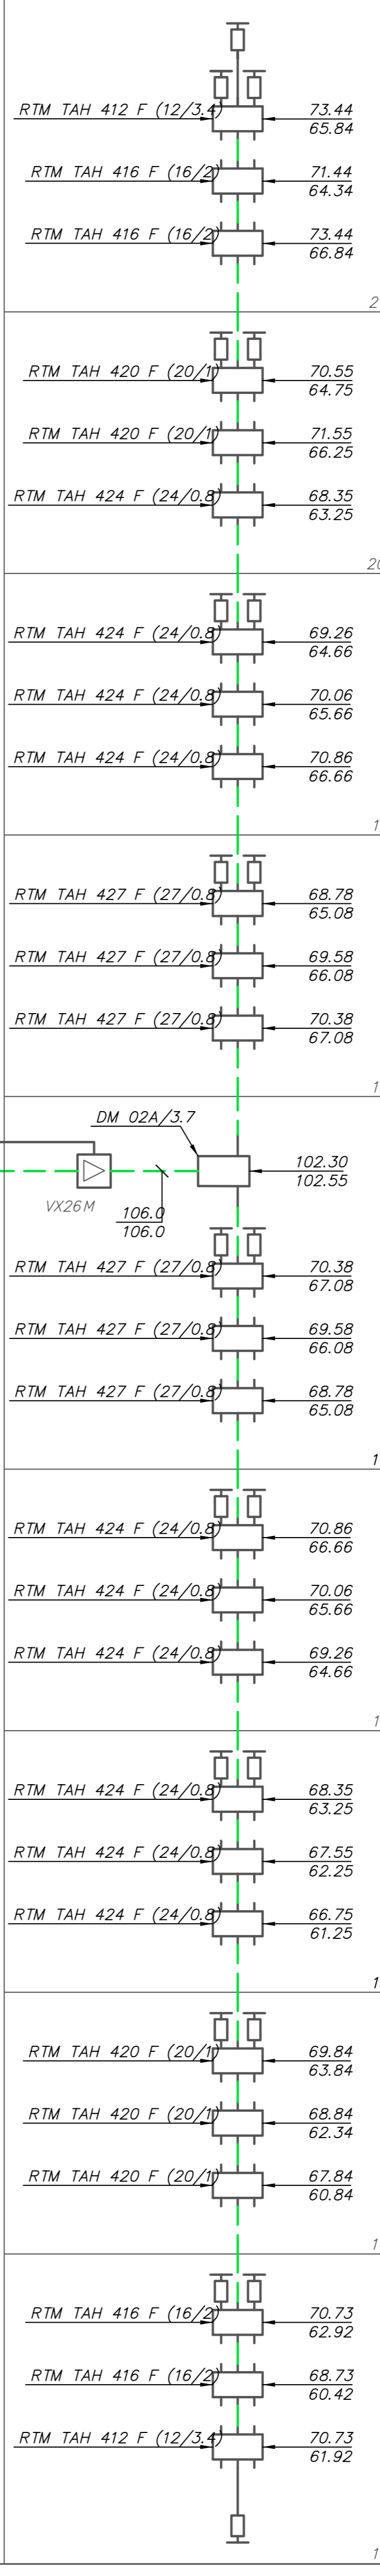 RTM TAH 412 F (12/3.4) 73.44
65.84
RTM TAH 416 F (16/2) 71.44
64.34
RTM TAH 416 F (16/2) 73.44
66.84
2
RTM TAH 420 F (20/1) 70.55
64.75
RTM TAH 420 F (20/1) 71.55
66.25
RTM TAH 424 F (24/0.8) 68.35
63.25
20
RTM TAH 424 F (24/0.8) 69.26
64.66
RTM TAH 424 F (24/0.8) 70.06
65.66
RTM TAH 424 F (24/0.8) 70.86
66.66
1
RTM TAH 427 F (27/0.8) 68.78
65.08
RTM TAH 427 F (27/0.8) 69.58
66.08
RTM TAH 427 F (27/0.8) 70.38
67.08
1
DM 02A/3.7
102.30
102.55
VX26M
106.0
106.0
RTM TAH 427 F (27/0.8) 70.38
67.08
RTM TAH 427 F (27/0.8) 69.58
66.08
RTM TAH 427 F (27/0.8) 68.78
65.08
1
RTM TAH 424 F (24/0.8) 70.86
66.66
RTM TAH 424 F (24/0.8) 70.06
65.66
RTM TAH 424 F (24/0.8) 69.26
64.66
1
RTM TAH 424 F (24/0.8) 68.35
63.25
RTM TAH 424 F (24/0.8) 67.55
62.25
RTM TAH 424 F (24/0.8) 66.75
61.25
1
RTM TAH 420 F (20/1) 69.84
63.84
RTM TAH 420 F (20/1) 68.84
62.34
RTM TAH 420 F (20/1) 67.84
60.84
1
RTM TAH 416 F (16/2) 70.73
62.92
RTM TAH 416 F (16/2) 68.73
60.42
RTM TAH 412 F (12/3.4) 70.73
61.92
1